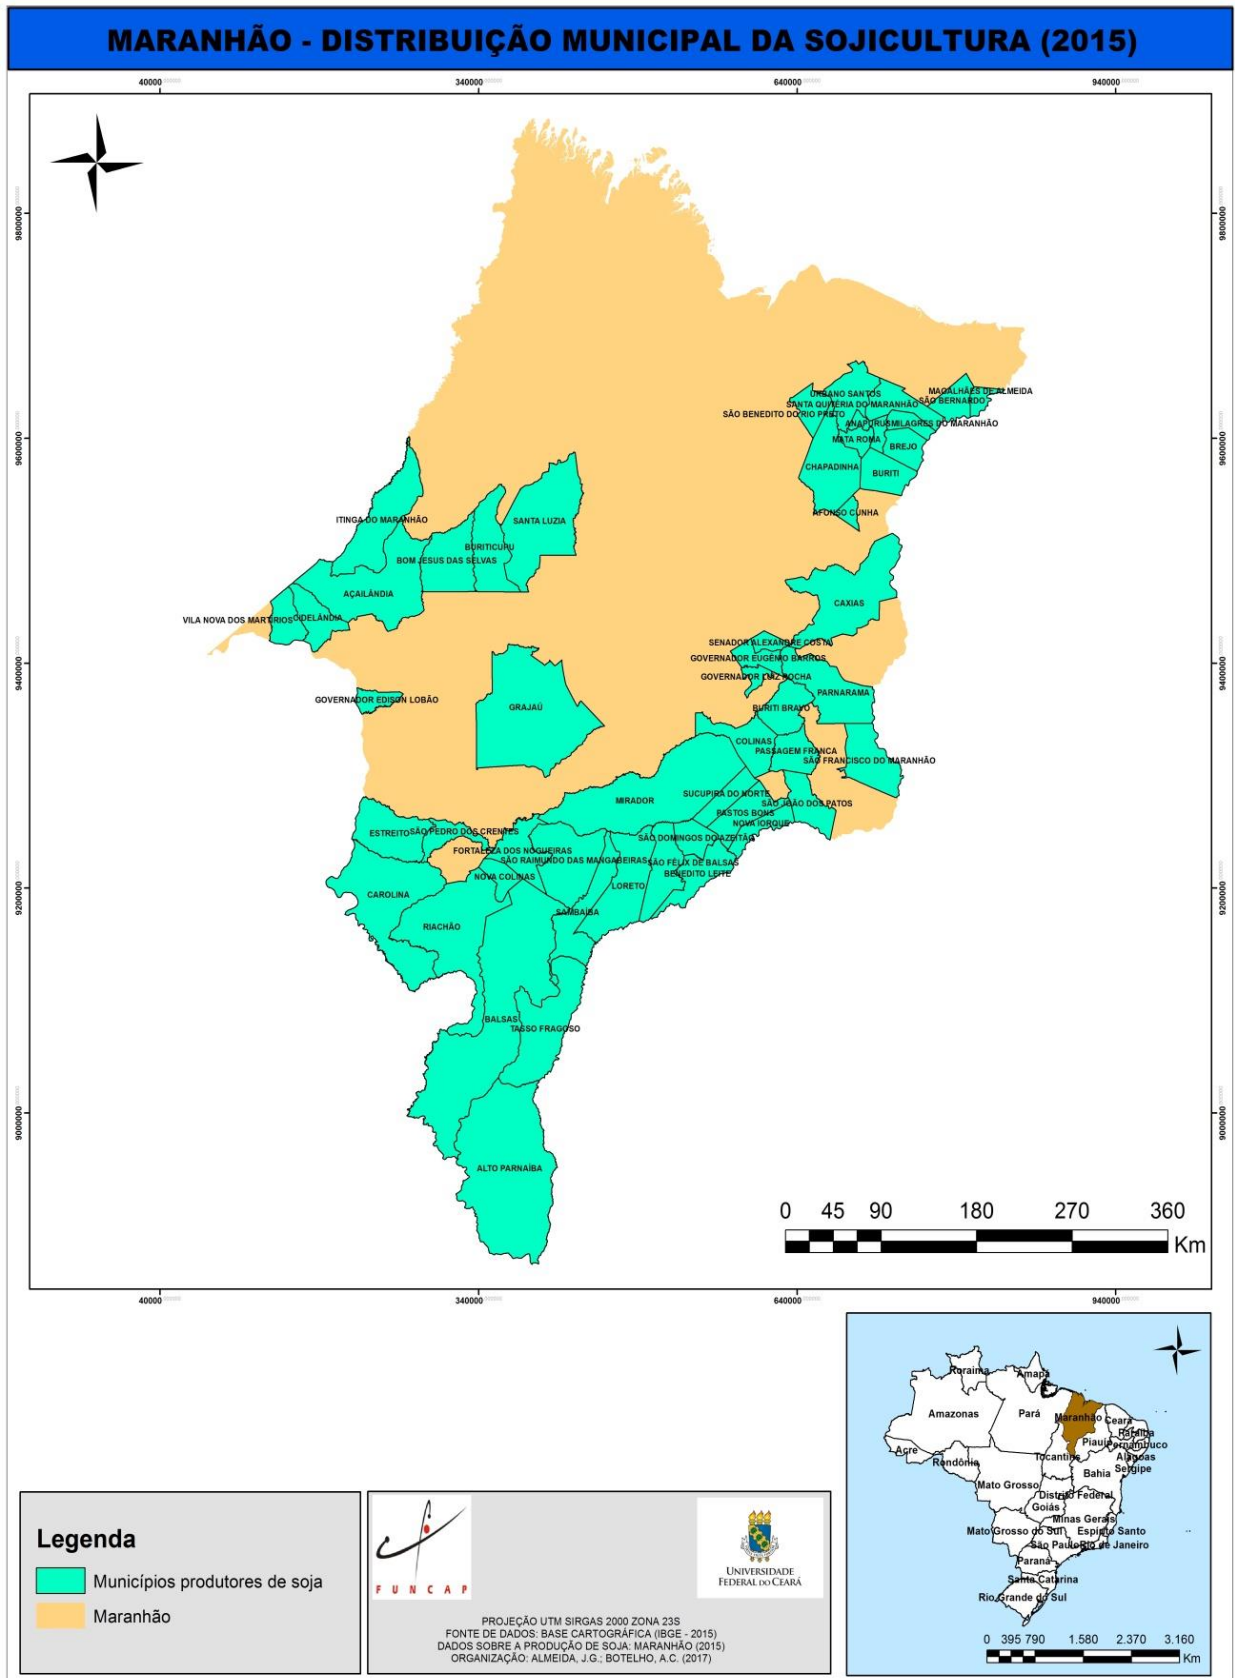 MARANHÃO - DISTRIBUIÇÃO MUNICIPAL DA SOJICULTURA (2015)
40000 340000 640000 940000
9800000 9800000
9600000 9600000
9400000 9400000
9200000 9200000
9000000 9000000
MAGALHÃES DE ALMEIDA
URBANO SANTOS
SÃO BERNARDO
SANTA QUITÉRIA DO MARANHÃO
SÃO BENEDITO DO RIO PRETO
ANAPURUS MILAGRES DO MARANHÃO
MATA ROMA
BREJO
CHAPADINHA
BURITI
AFONSO CUNHA
ITINGA DO MARANHÃO
SANTA LUZIA
BURITICUPU
BOM JESUS DAS SELVAS
AÇAILÂNDIA
CAXIAS
VILA NOVA DOS MARTÍRIOS
CIDELÂNDIA
SENADOR ALEXANDRE COSTA
GOVERNADOR EUGÊNIO BARROS
GOVERNADOR LUIZ ROCHA
GOVERNADOR EDISON LOBÃO
PARNARAMA
GRAJAÚ
BURITI BRAVO
COLINAS
PASSAGEM FRANCA
SÃO FRANCISCO DO MARANHÃO
SUCUPIRA DO NORTE
MIRADOR
SÃO JOÃO DOS PATOS
PASTOS BONS
NOVA IORQUE
ESTREITO
SÃO PEDRO DOS CRENTES
SÃO DOMINGOS DO AZEITÃO
FORTALEZA DOS NOGUEIRAS
SÃO RAIMUNDO DAS MANGABEIRAS
SÃO FÉLIX DE BALSAS
BENEDITO LEITE
NOVA COLINAS
LORETO
CAROLINA
SAMBAÍBA
RIACHÃO
BALSAS
TASSO FRAGOSO
ALTO PARNAÍBA
0 45 90 180 270 360
Km
40000 340000 640000 940000
Roraima
Amapá
Amazonas
Pará
Maranhão
Ceará
Paraíba
Piauí
Pernambuco
Acre
Tocantins
Alagoas
Rondônia
Sergipe
Bahia
Mato Grosso
Distrito Federal
Goiás
Minas Gerais
Mato Grosso do Sul
Espírito Santo
São Paulo
Rio de Janeiro
Paraná
Santa Catarina
Rio Grande do Sul
0 395 790 1.580 2.370 3.160
Km
Legenda
Municípios produtores de soja
Maranhão
FUNCAP
UNIVERSIDADE
FEDERAL DO CEARÁ
PROJEÇÃO UTM SIRGAS 2000 ZONA 23S
FONTE DE DADOS: BASE CARTOGRÁFICA (IBGE - 2015)
DADOS SOBRE A PRODUÇÃO DE SOJA: MARANHÃO (2015)
ORGANIZAÇÃO: ALMEIDA, J.G.; BOTELHO, A.C. (2017)